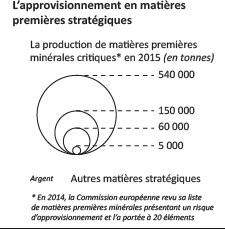 L'approvisionnement en matières
premières stratégiques
La production de matières premières
minérales critiques* en 2015 (en tonnes)
540 000
150 000
60 000
5 000
Argent Autres matières stratégiques
* En 2014, la Commission européenne revu sa liste
de matières premières minérales présentant un risque
d'approvisionnement et l'a portée à 20 éléments